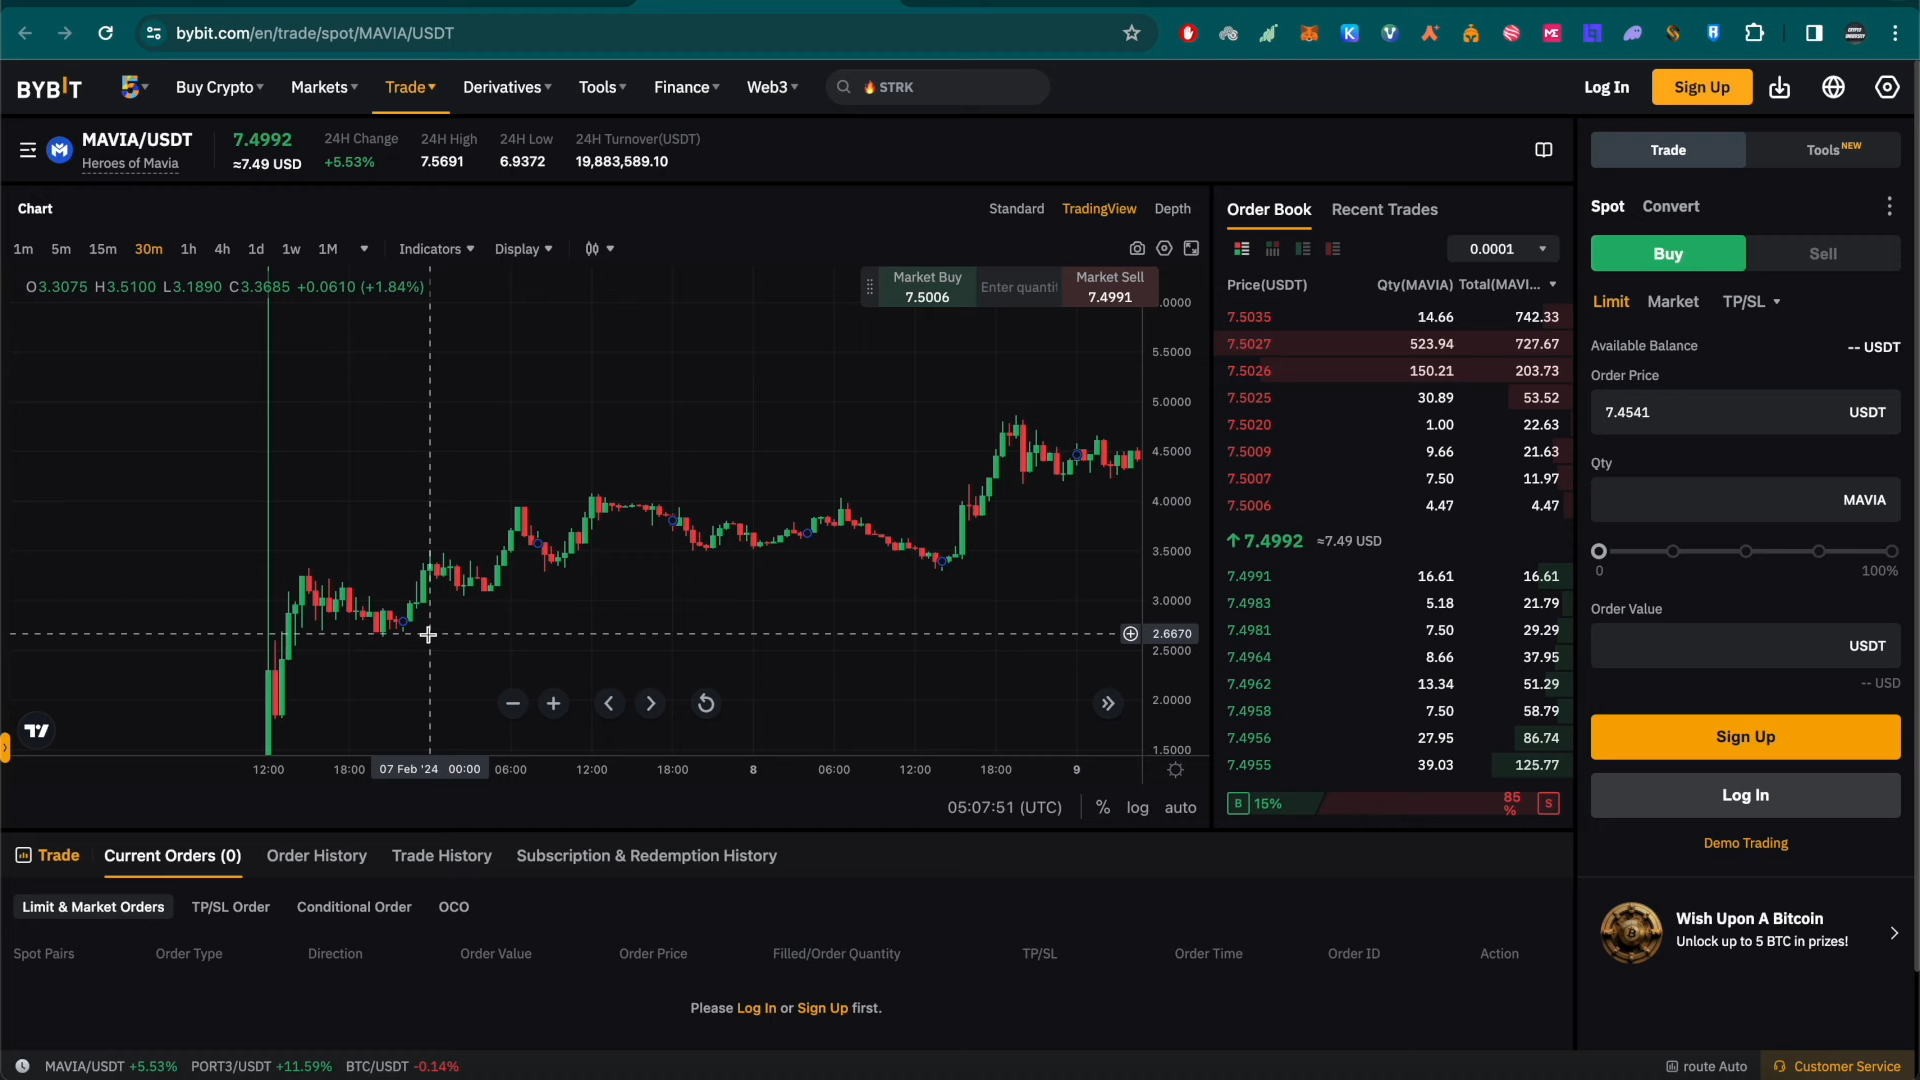 bybit.com/en/trade/spot/MAVIA/USDT
BYBIT Buy Crypto Markets Trade Derivatives Tools Finance Web3 STRK Log In Sign Up
MAVIA/USDT
Heroes of Mavia
7.4992
≈7.49 USD
24H Change
+5.53%
24H High
7.5691
24H Low
6.9372
24H Turnover(USDT)
19,883,589.10
Chart
Standard TradingView Depth
1m 5m 15m 30m 1h 4h 1d 1w 1M Indicators Display
O3.3075 H3.5100 L3.1890 C3.3685 +0.0610 (+1.84%)
Market Buy
7.5006
Enter quantit
Market Sell
7.4991
.0000
5.5000
5.0000
4.5000
4.0000
3.5000
3.0000
2.6670
2.5000
2.0000
1.5000
12:00 18:00 07 Feb '24 00:00 06:00 12:00 18:00 8 06:00 12:00 18:00 9
05:07:51 (UTC) % log auto
Order Book Recent Trades
0.0001
Price(USDT) Qty(MAVIA) Total(MAVI...
7.5035 14.66 742.33
7.5027 523.94 727.67
7.5026 150.21 203.73
7.5025 30.89 53.52
7.5020 1.00 22.63
7.5009 9.66 21.63
7.5007 7.50 11.97
7.5006 4.47 4.47
7.4992 ≈7.49 USD
7.4991 16.61 16.61
7.4983 5.18 21.79
7.4981 7.50 29.29
7.4964 8.66 37.95
7.4962 13.34 51.29
7.4958 7.50 58.79
7.4956 27.95 86.74
7.4955 39.03 125.77
B 15% 85 % S
Trade Tools NEW
Spot Convert
Buy Sell
Limit Market TP/SL
Available Balance -- USDT
Order Price
7.4541 USDT
Qty
MAVIA
0 100%
Order Value
USDT
-- USD
Sign Up
Log In
Demo Trading
Wish Upon A Bitcoin
Unlock up to 5 BTC in prizes!
Trade Current Orders (0) Order History Trade History Subscription & Redemption History
Limit & Market Orders TP/SL Order Conditional Order OCO
Spot Pairs Order Type Direction Order Value Order Price Filled/Order Quantity TP/SL Order Time Order ID Action
Please Log In or Sign Up first.
MAVIA/USDT +5.53% PORT3/USDT +11.59% BTC/USDT -0.14% route Auto Customer Service